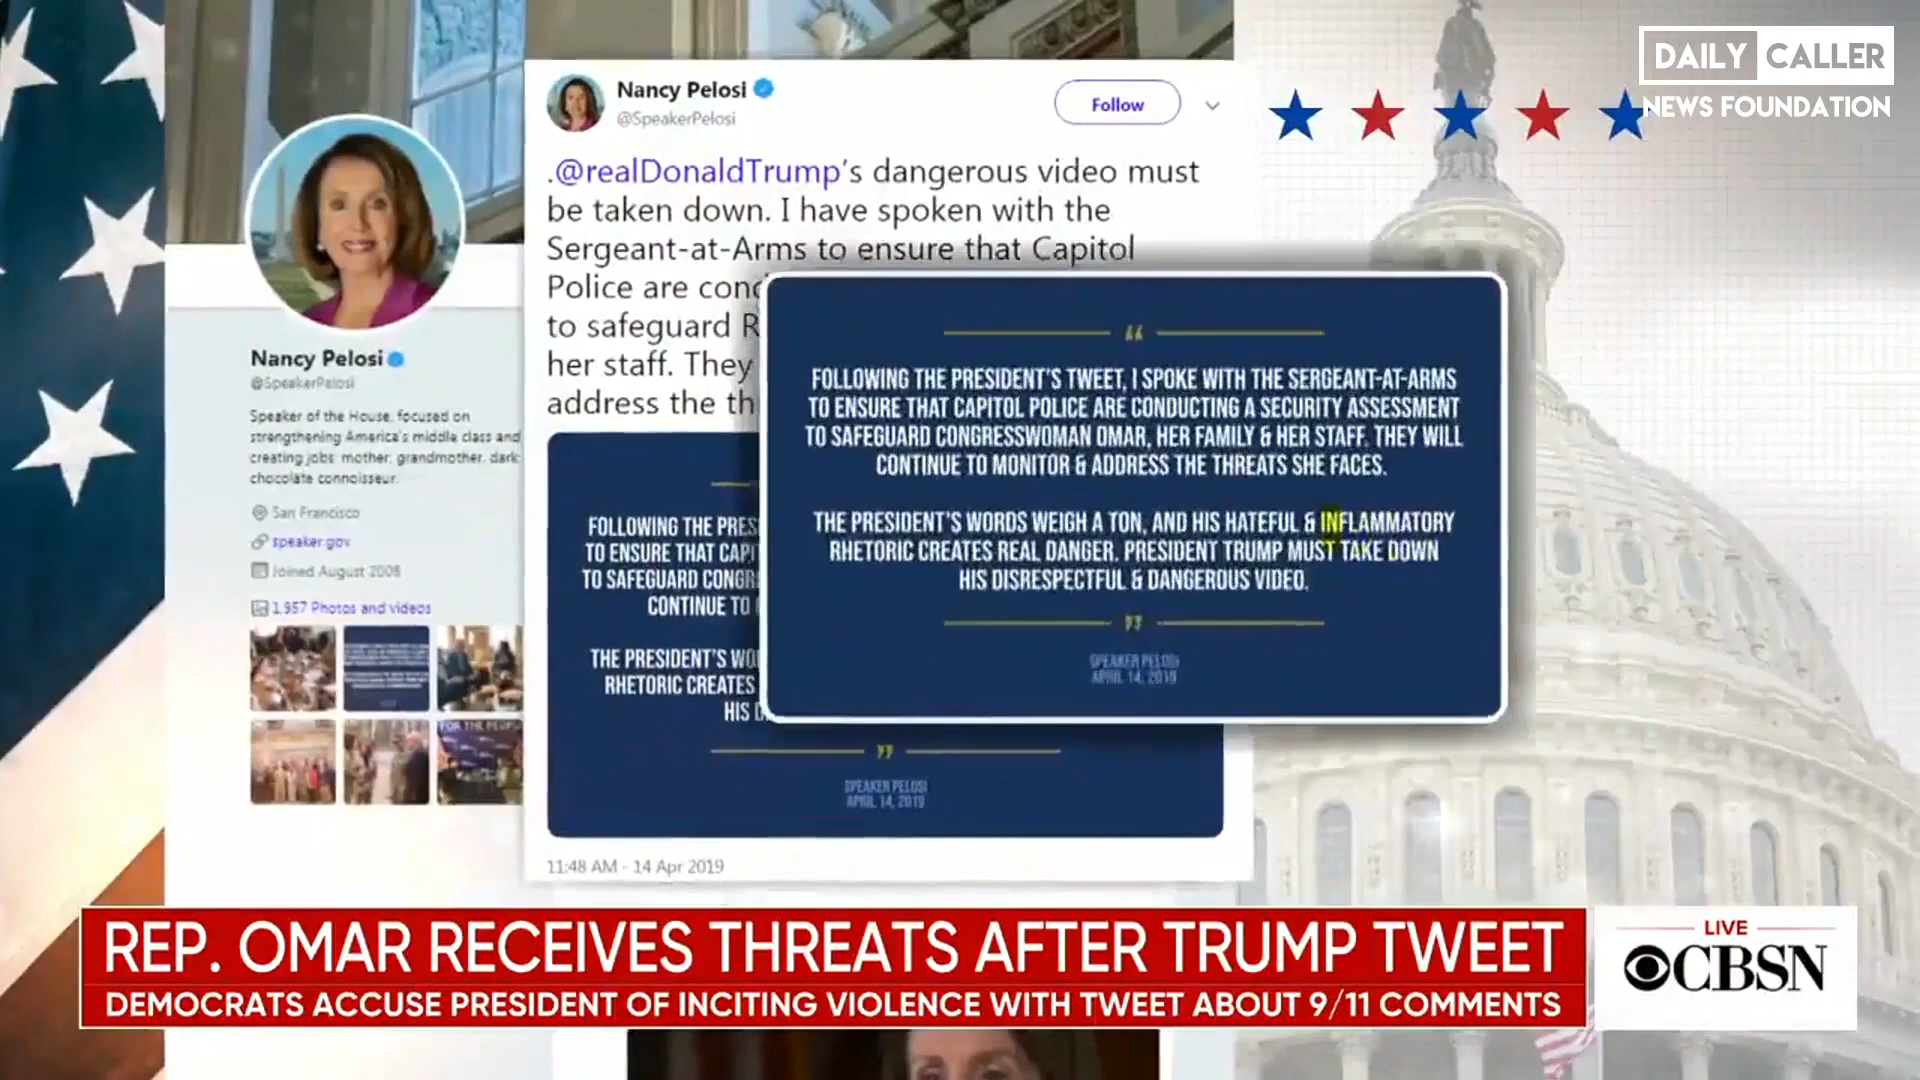 DAILY CALLER
NEWS FOUNDATION
Nancy Pelosi
@SpeakerPelosi
Follow
.@realDonaldTrump's dangerous video must
be taken down. I have spoken with the
Sergeant-at-Arms to ensure that Capitol
Police are conc
to safeguard R
her staff. They
address the th
FOLLOWING THE PRES
TO ENSURE THAT CAPI
TO SAFEGUARD CONGR
CONTINUE TO
THE PRESIDENT'S WO
RHETORIC CREATES
HIS D
SPEAKER PELOSI
APRIL 14, 2019
11:48 AM - 14 Apr 2019
Nancy Pelosi
@SpeakerPelosi
Speaker of the House, focused on
strengthening America's middle class and
creating jobs; mother, grandmother, dark
chocolate connoisseur.
San Francisco
speaker.gov
Joined August 2008
1,957 Photos and videos
FOR THE PEOPL
FOLLOWING THE PRESIDENT'S TWEET, I SPOKE WITH THE SERGEANT-AT-ARMS
TO ENSURE THAT CAPITOL POLICE ARE CONDUCTING A SECURITY ASSESSMENT
TO SAFEGUARD CONGRESSWOMAN OMAR, HER FAMILY & HER STAFF. THEY WILL
CONTINUE TO MONITOR & ADDRESS THE THREATS SHE FACES.
THE PRESIDENT'S WORDS WEIGH A TON, AND HIS HATEFUL & INFLAMMATORY
RHETORIC CREATES REAL DANGER. PRESIDENT TRUMP MUST TAKE DOWN
HIS DISRESPECTFUL & DANGEROUS VIDEO.
SPEAKER PELOSI
APRIL 14, 2019
REP. OMAR RECEIVES THREATS AFTER TRUMP TWEET
DEMOCRATS ACCUSE PRESIDENT OF INCITING VIOLENCE WITH TWEET ABOUT 9/11 COMMENTS
LIVE
CBSN